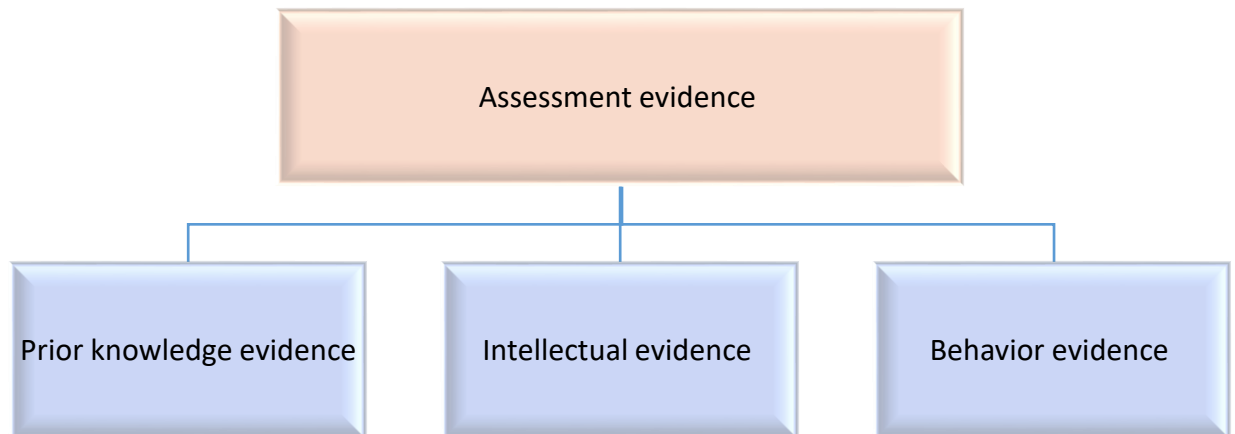 Assessment evidence
Prior knowledge evidence
Intellectual evidence
Behavior evidence